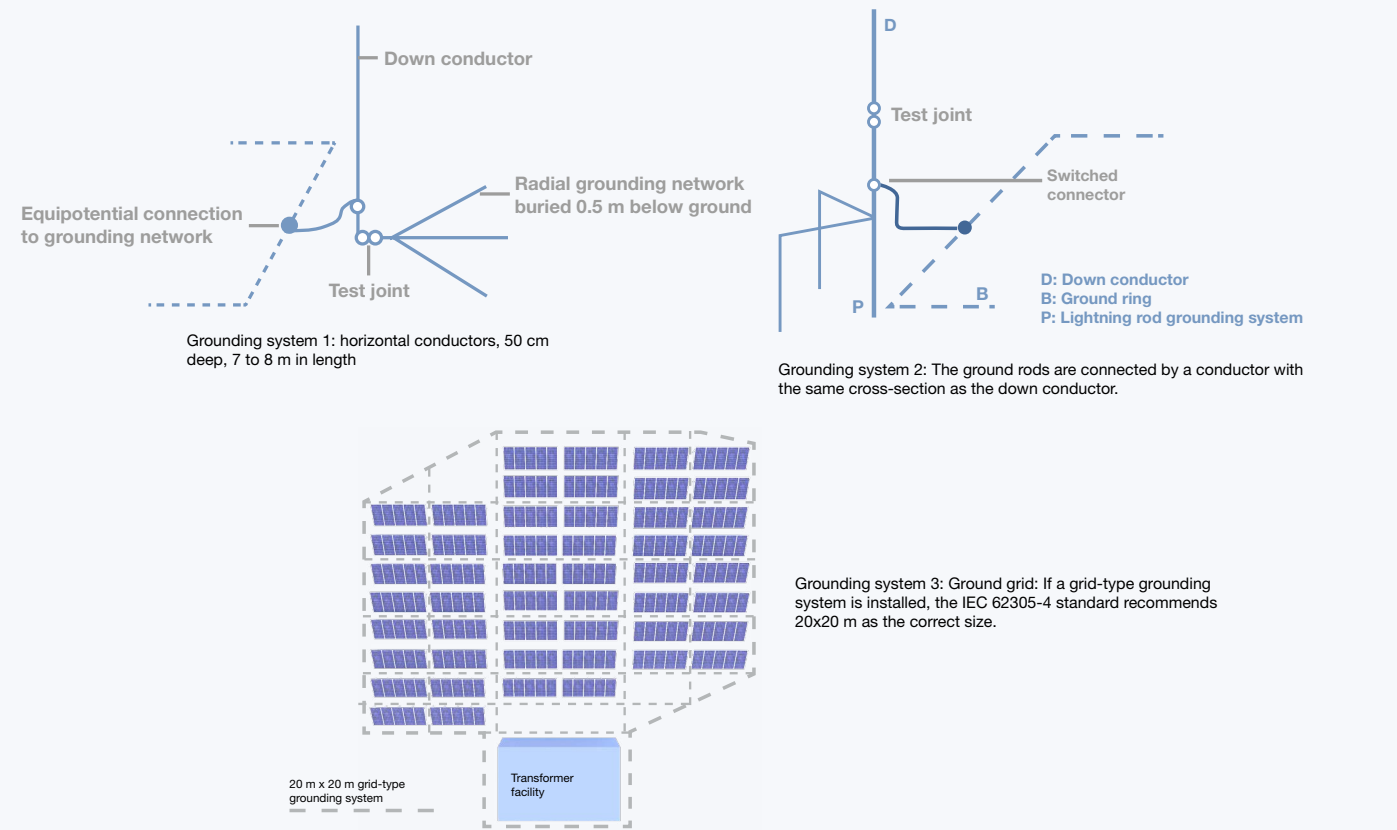 Down conductor
Radial grounding network
buried 0.5 m below ground
Equipotential connection
to grounding network
Test joint
Grounding system 1: horizontal conductors, 50 cm
deep, 7 to 8 m in length
D
Test joint
Switched
connector
B
P
D: Down conductor
B: Ground ring
P: Lightning rod grounding system
Grounding system 2: The ground rods are connected by a conductor with
the same cross-section as the down conductor.
Grounding system 3: Ground grid: If a grid-type grounding
system is installed, the IEC 62305-4 standard recommends
20x20 m as the correct size.
20 m x 20 m grid-type
grounding system
Transformer
facility